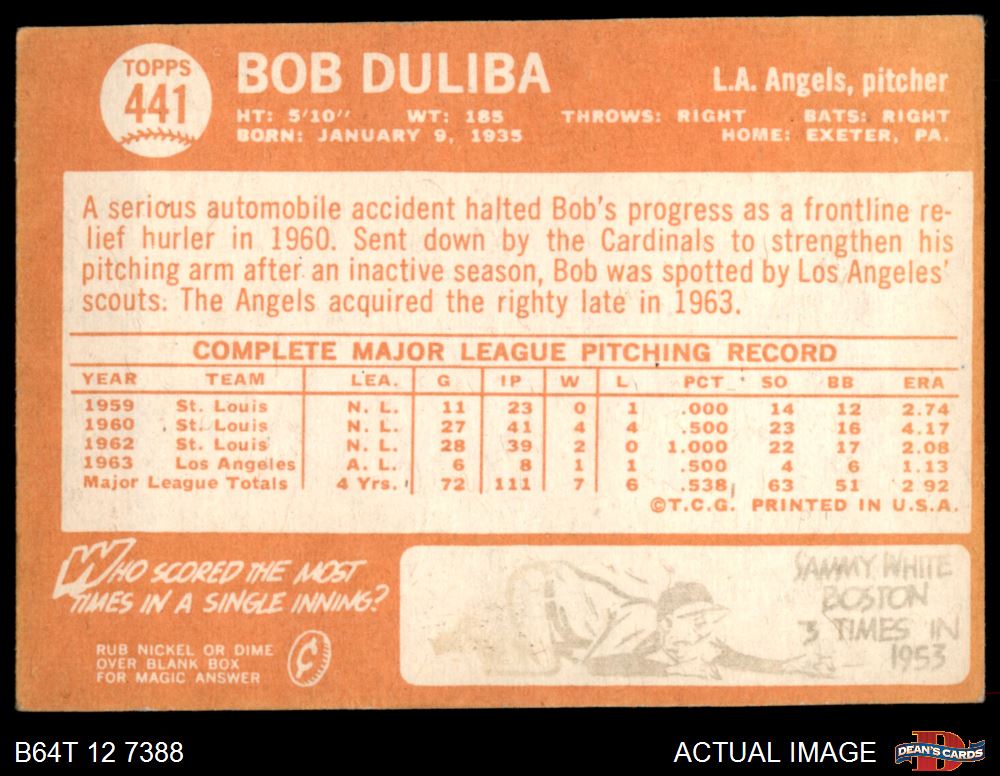 TOPPS
441
BOB DULIBA
L.A. Angels, pitcher
HT: 5'10'' WT: 185 THROWS: RIGHT BATS: RIGHT
BORN: JANUARY 9, 1935 HOME: EXETER, PA.
A serious automobile accident halted Bob's progress as a frontline re-
lief hurler in 1960. Sent down by the Cardinals to strengthen his
pitching arm after an inactive season, Bob was spotted by Los Angeles'
scouts. The Angels acquired the righty late in 1963.
COMPLETE MAJOR LEAGUE PITCHING RECORD
YEAR TEAM LEA. G IP W L PCT. SO BB ERA
1959 St. Louis N. L. 11 23 0 1 .000 14 12 2.74
1960 St. Louis N. L. 27 41 4 4 .500 23 16 4.17
1962 St. Louis N. L. 28 39 2 0 1.000 22 17 2.08
1963 Los Angeles A. L. 6 8 1 1 .500 4 6 1.13
Major League Totals 4 Yrs. 72 111 7 6 .538 63 51 2.92
©T.C.G. PRINTED IN U.S.A.
WHO SCORED THE MOST
TIMES IN A SINGLE INNING?
RUB NICKEL OR DIME
OVER BLANK BOX
FOR MAGIC ANSWER
¢
SAMMY WHITE
BOSTON
3 TIMES IN
1953
B64T 12 7388
ACTUAL IMAGE
D
DEAN'S CARDS